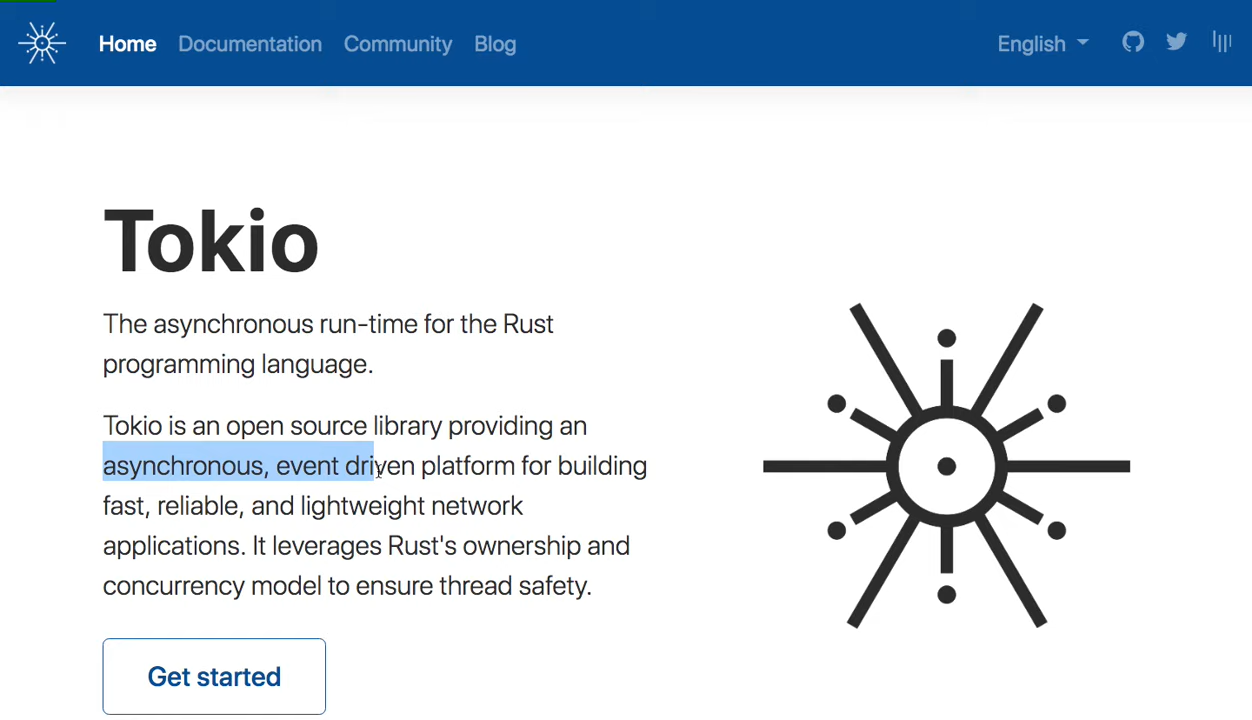 Home Documentation Community Blog English
Tokio
The asynchronous run-time for the Rust
programming language.
Tokio is an open source library providing an
asynchronous, event driven platform for building
fast, reliable, and lightweight network
applications. It leverages Rust's ownership and
concurrency model to ensure thread safety.
Get started